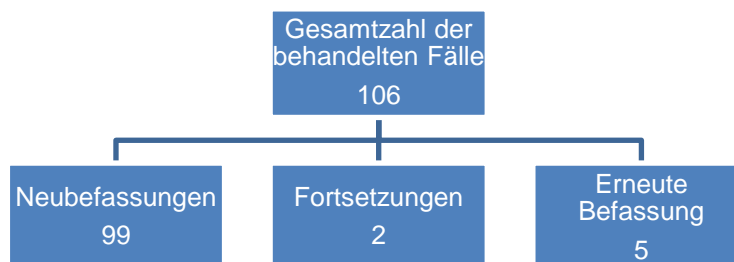 Gesamtzahl der
behandelten Fälle
106
Neubefassungen
99
Fortsetzungen
2
Erneute
Befassung
5